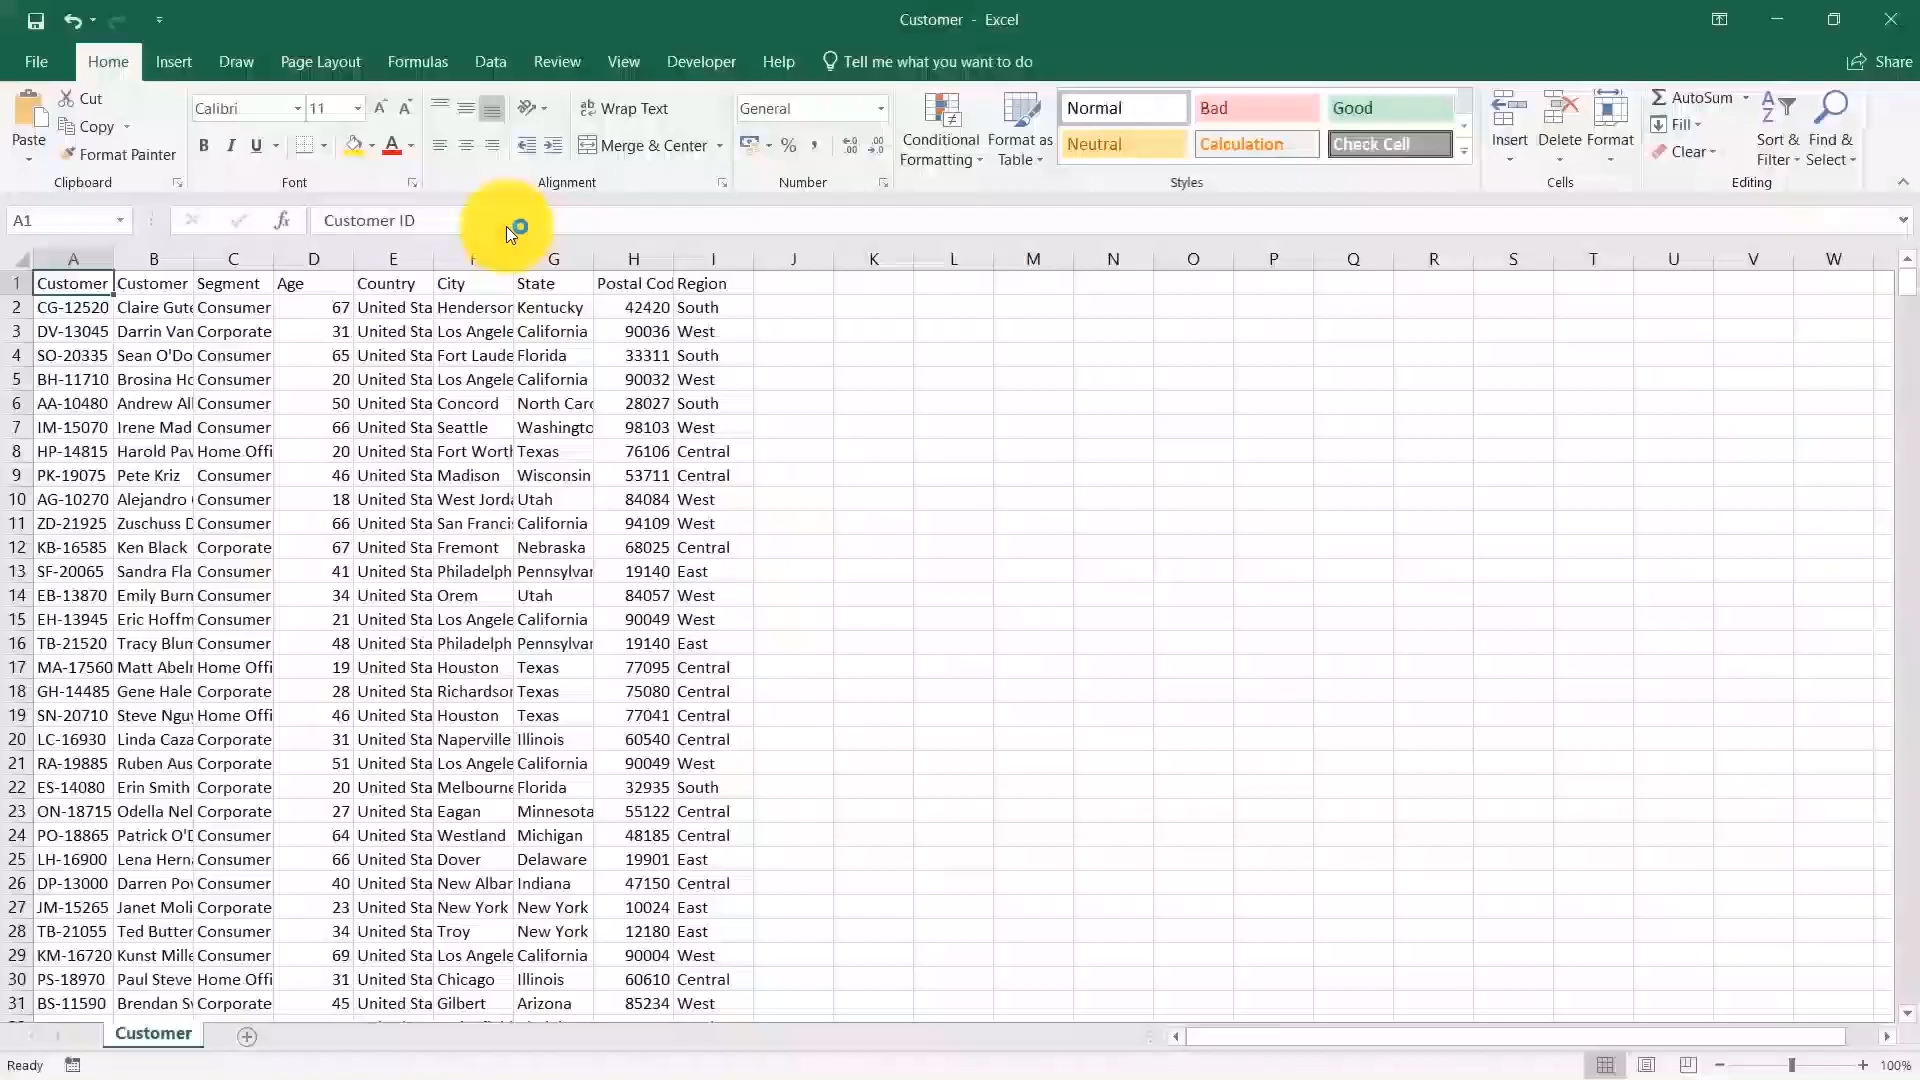 Customer - Excel
File Home Insert Draw Page Layout Formulas Data Review View Developer Help Tell me what you want to do Share
Cut
Copy
Format Painter
Paste
Calibri 11
B I U
Wrap Text
Merge & Center
General
% ,
Conditional Formatting
Format as Table
Normal Bad Good
Neutral Calculation Check Cell
Insert Delete Format
AutoSum
Fill
Clear
Sort & Filter
Find & Select
Clipboard Font Alignment Number Styles Cells Editing
A1 fx Customer ID
A B C D E F G H I J K L M N O P Q R S T U V W
1 Customer Customer Segment Age Country City State Postal Cod Region
2 CG-12520 Claire Gute Consumer 67 United Sta Henderson Kentucky 42420 South
3 DV-13045 Darrin Van Corporate 31 United Sta Los Angele California 90036 West
4 SO-20335 Sean O'Do Consumer 65 United Sta Fort Laude Florida 33311 South
5 BH-11710 Brosina Ho Consumer 20 United Sta Los Angele California 90032 West
6 AA-10480 Andrew All Consumer 50 United Sta Concord North Caro 28027 South
7 IM-15070 Irene Mad Consumer 66 United Sta Seattle Washingto 98103 West
8 HP-14815 Harold Pav Home Offi 20 United Sta Fort Worth Texas 76106 Central
9 PK-19075 Pete Kriz Consumer 46 United Sta Madison Wisconsin 53711 Central
10 AG-10270 Alejandro Consumer 18 United Sta West Jorda Utah 84084 West
11 ZD-21925 Zuschuss D Consumer 66 United Sta San Franci California 94109 West
12 KB-16585 Ken Black Corporate 67 United Sta Fremont Nebraska 68025 Central
13 SF-20065 Sandra Fla Consumer 41 United Sta Philadelph Pennsylvan 19140 East
14 EB-13870 Emily Burn Consumer 34 United Sta Orem Utah 84057 West
15 EH-13945 Eric Hoffm Consumer 21 United Sta Los Angele California 90049 West
16 TB-21520 Tracy Blum Consumer 48 United Sta Philadelph Pennsylvan 19140 East
17 MA-17560 Matt Abelm Home Offi 19 United Sta Houston Texas 77095 Central
18 GH-14485 Gene Hale Corporate 28 United Sta Richardson Texas 75080 Central
19 SN-20710 Steve Nguy Home Offi 46 United Sta Houston Texas 77041 Central
20 LC-16930 Linda Caza Corporate 31 United Sta Naperville Illinois 60540 Central
21 RA-19885 Ruben Aus Corporate 51 United Sta Los Angele California 90049 West
22 ES-14080 Erin Smith Corporate 20 United Sta Melbourne Florida 32935 South
23 ON-18715 Odella Nel Corporate 27 United Sta Eagan Minnesota 55122 Central
24 PO-18865 Patrick O'D Consumer 64 United Sta Westland Michigan 48185 Central
25 LH-16900 Lena Hern Consumer 66 United Sta Dover Delaware 19901 East
26 DP-13000 Darren Pov Consumer 40 United Sta New Albar Indiana 47150 Central
27 JM-15265 Janet Moli Corporate 23 United Sta New York New York 10024 East
28 TB-21055 Ted Butter Consumer 34 United Sta Troy New York 12180 East
29 KM-16720 Kunst Mille Consumer 69 United Sta Los Angele California 90004 West
30 PS-18970 Paul Steve Home Offi 31 United Sta Chicago Illinois 60610 Central
31 BS-11590 Brendan Sv Corporate 45 United Sta Gilbert Arizona 85234 West
Customer
Ready 100%